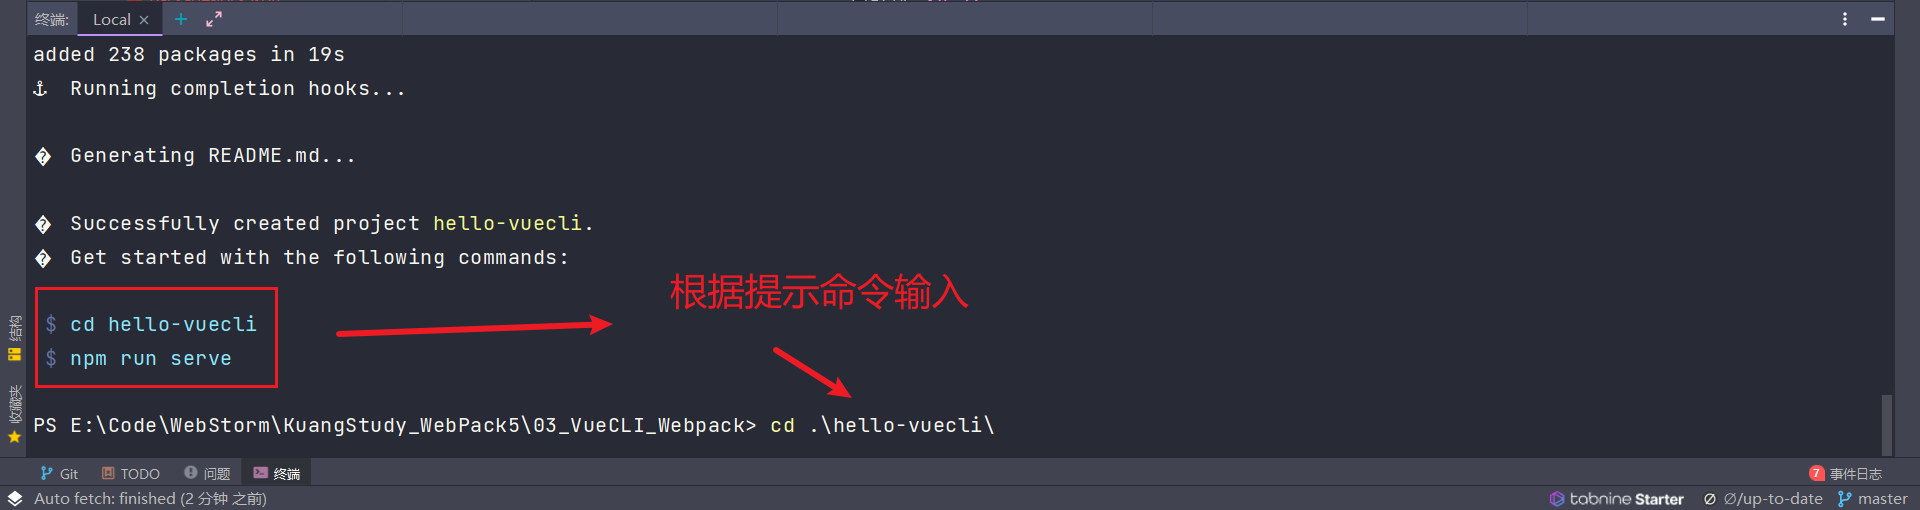 终端: Local × +
added 238 packages in 19s
⚓ Running completion hooks...
� Generating README.md...
� Successfully created project hello-vuecli.
� Get started with the following commands:
根据提示命令输入
$ cd hello-vuecli
$ npm run serve
PS E:\Code\WebStorm\KuangStudy_WebPack5\03_VueCLI_Webpack> cd .\hello-vuecli\
结构
收藏夹
Git TODO 问题 终端 7 事件日志
Auto fetch: finished (2 分钟 之前) tabnine Starter ∅/up-to-date master